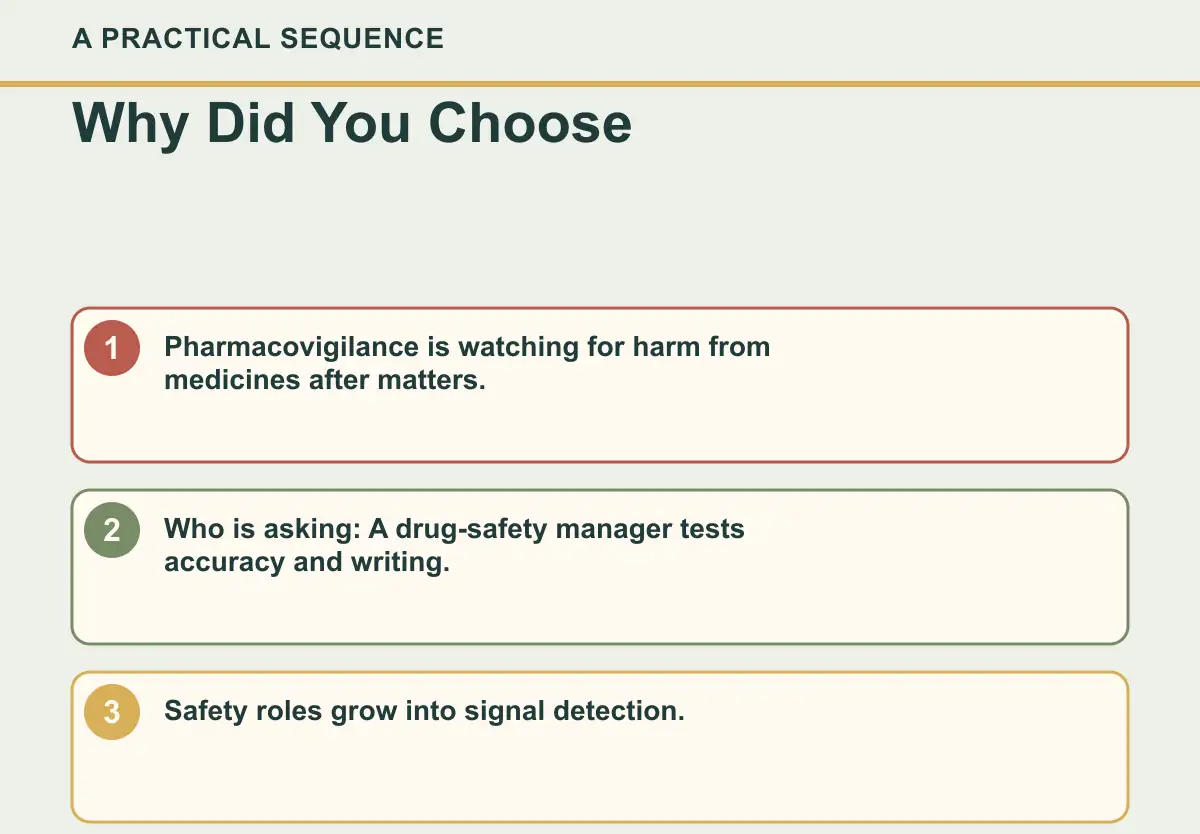 A PRACTICAL SEQUENCE
Why Did You Choose
1
Pharmacovigilance is watching for harm from
medicines after matters.
2
Who is asking: A drug-safety manager tests
accuracy and writing.
3
Safety roles grow into signal detection.